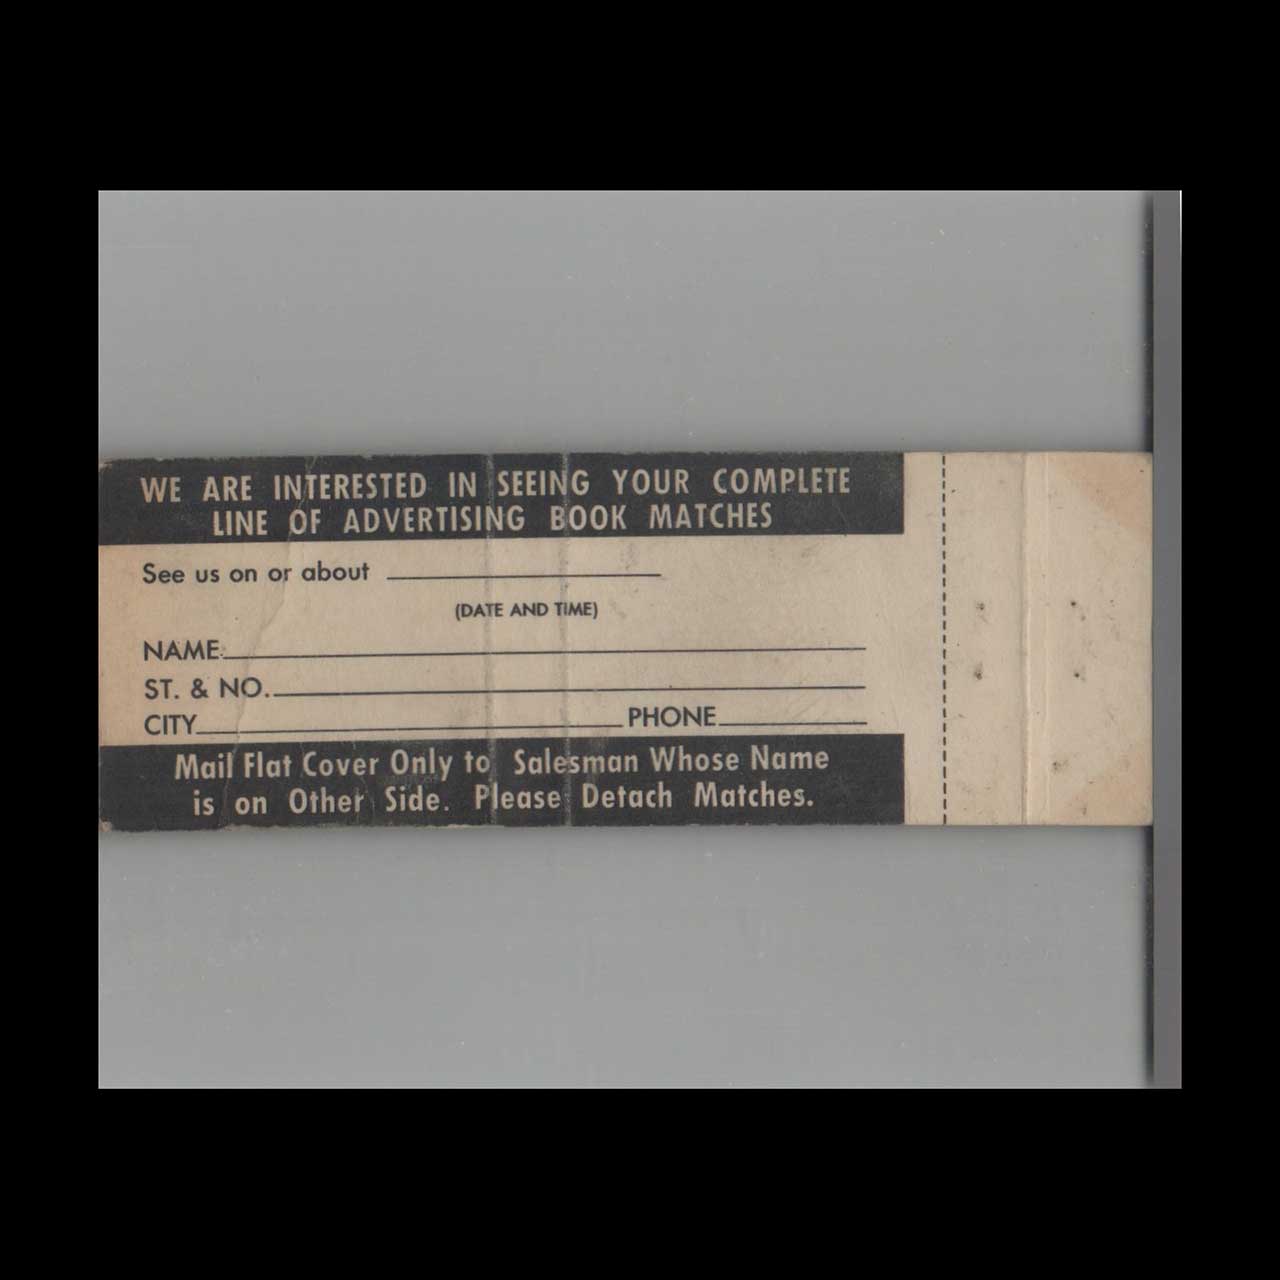 WE ARE INTERESTED IN SEEING YOUR COMPLETE
LINE OF ADVERTISING BOOK MATCHES
See us on or about
(DATE AND TIME)
NAME
ST. & NO.
CITY PHONE
Mail Flat Cover Only to Salesman Whose Name
is on Other Side. Please Detach Matches.